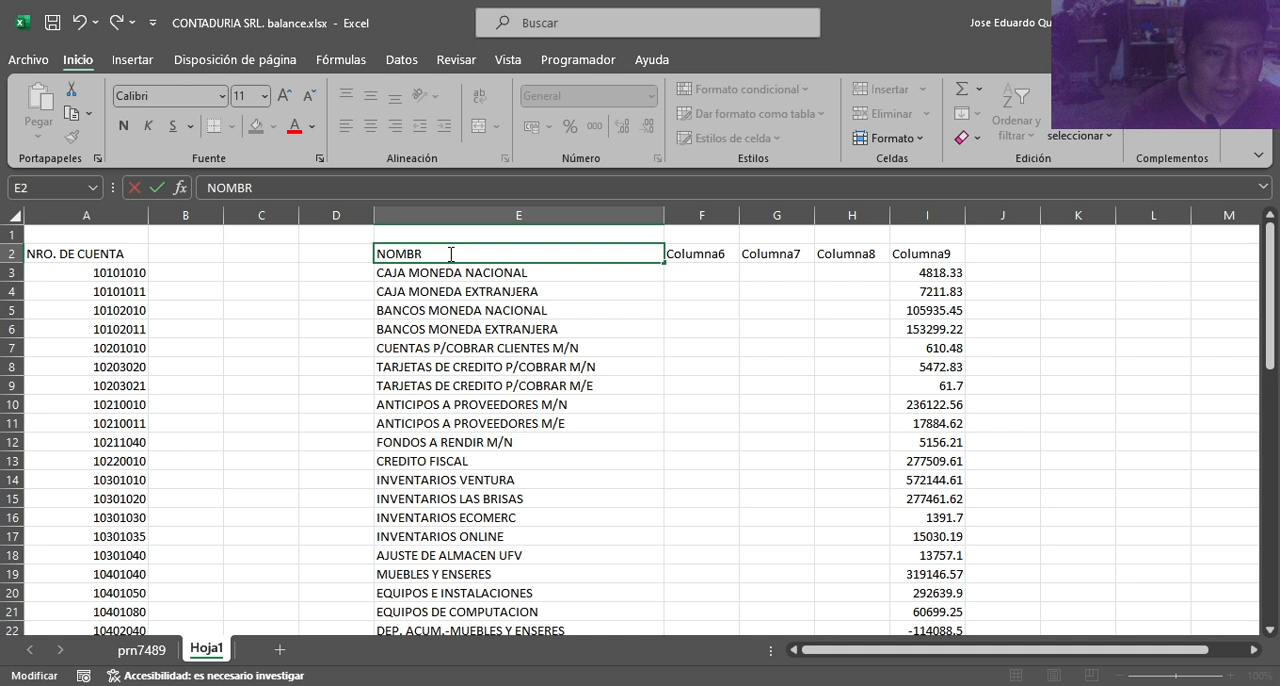 CONTADURIA SRL. balance.xlsx - Excel
Buscar
Jose Eduardo Qu
Archivo Inicio Insertar Disposición de página Fórmulas Datos Revisar Vista Programador Ayuda
Pegar
Calibri 11
N K S
General
% 000
Formato condicional
Dar formato como tabla
Estilos de celda
Insertar
Eliminar
Formato
Ordenar y
filtrar
seleccionar
Portapapeles Fuente Alineación Número Estilos Celdas Edición Complementos
E2 fx NOMBR
A B C D E F G H I J K L M
1
2 NRO. DE CUENTA NOMBR Columna6 Columna7 Columna8 Columna9
3 10101010 CAJA MONEDA NACIONAL 4818.33
4 10101011 CAJA MONEDA EXTRANJERA 7211.83
5 10102010 BANCOS MONEDA NACIONAL 105935.45
6 10102011 BANCOS MONEDA EXTRANJERA 153299.22
7 10201010 CUENTAS P/COBRAR CLIENTES M/N 610.48
8 10203020 TARJETAS DE CREDITO P/COBRAR M/N 5472.83
9 10203021 TARJETAS DE CREDITO P/COBRAR M/E 61.7
10 10210010 ANTICIPOS A PROVEEDORES M/N 236122.56
11 10210011 ANTICIPOS A PROVEEDORES M/E 17884.62
12 10211040 FONDOS A RENDIR M/N 5156.21
13 10220010 CREDITO FISCAL 277509.61
14 10301010 INVENTARIOS VENTURA 572144.61
15 10301020 INVENTARIOS LAS BRISAS 277461.62
16 10301030 INVENTARIOS ECOMERC 1391.7
17 10301035 INVENTARIOS ONLINE 15030.19
18 10301040 AJUSTE DE ALMACEN UFV 13757.1
19 10401040 MUEBLES Y ENSERES 319146.57
20 10401050 EQUIPOS E INSTALACIONES 292639.9
21 10401080 EQUIPOS DE COMPUTACION 60699.25
22 10402040 DEP. ACUM.-MUEBLES Y ENSERES -114088.5
prn7489 Hoja1
Modificar Accesibilidad: es necesario investigar 100%